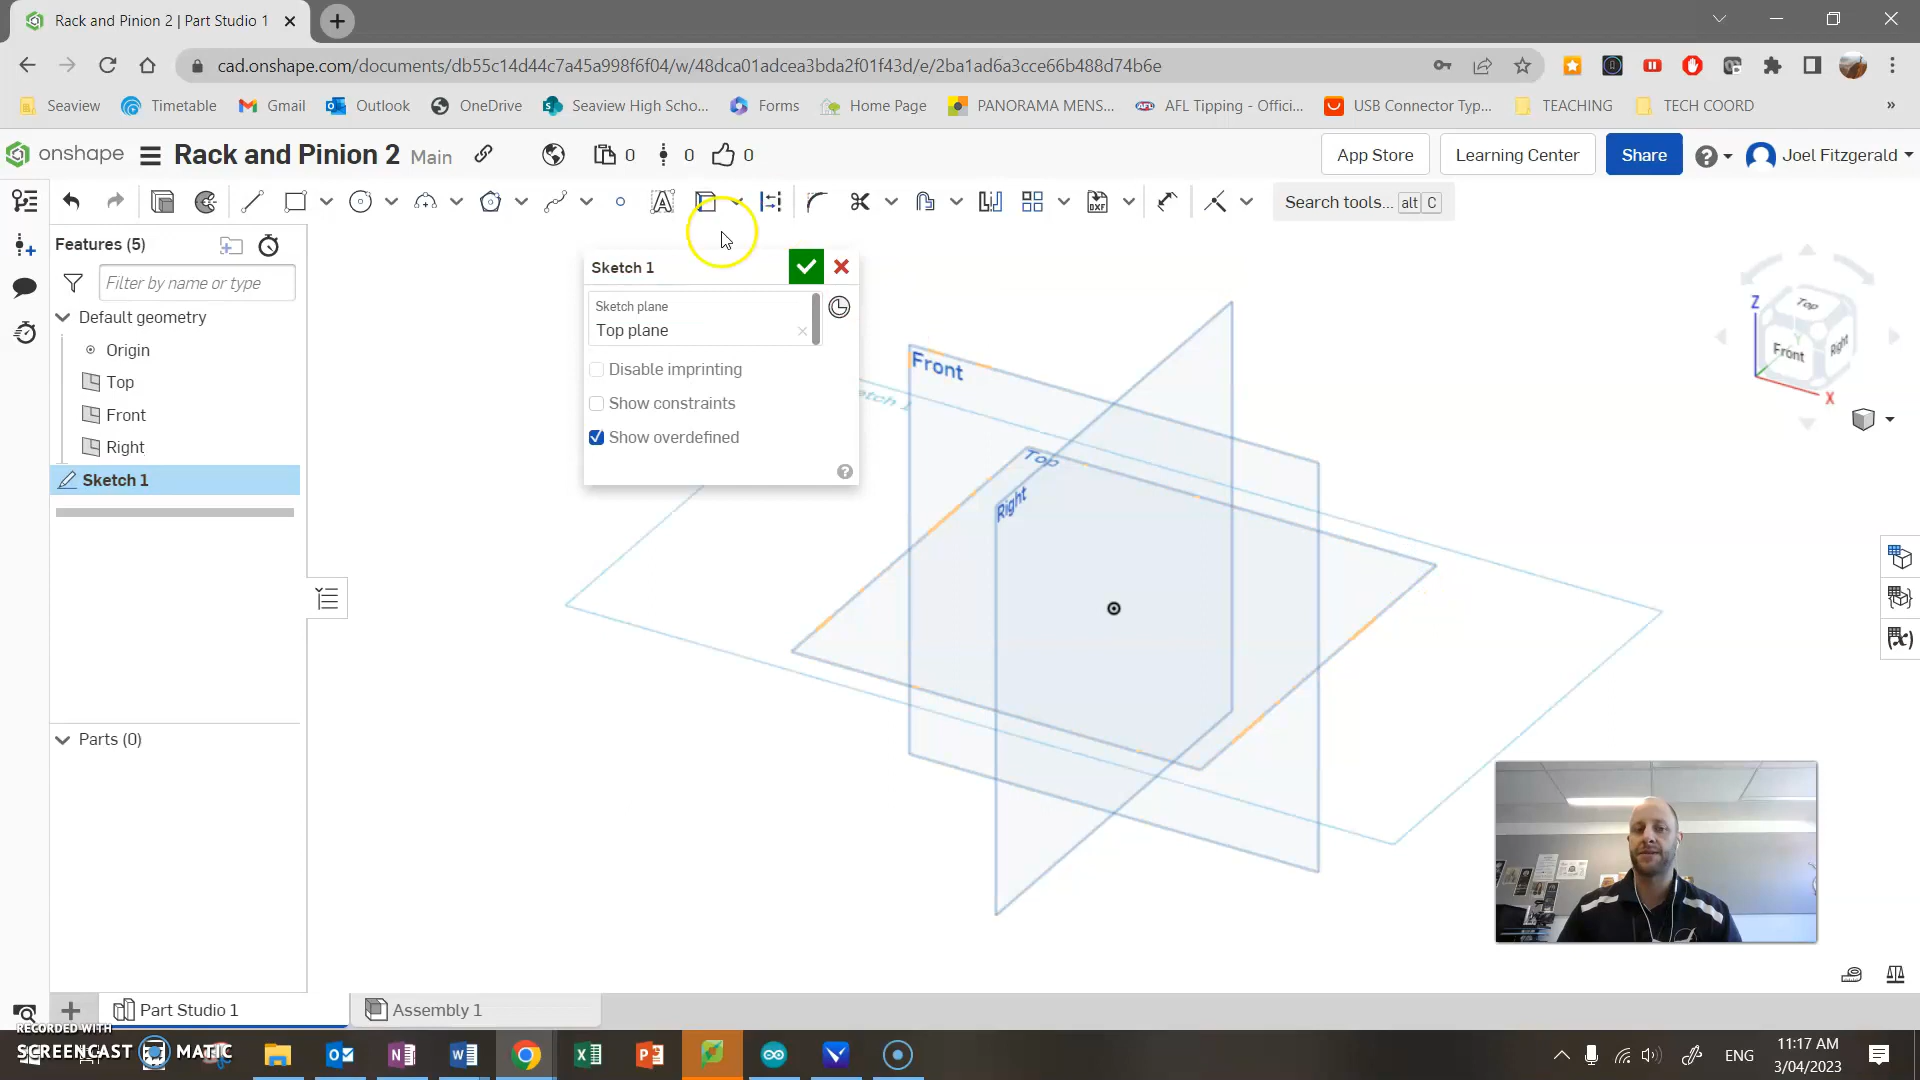 Rack and Pinion 2 | Part Studio 1
cad.onshape.com/documents/db55c14d44c7a45a998f6f04/w/48dca01adcea3bda2f01f43d/e/2ba1ad6a3cce66b488d74b6e
Seaview Timetable Gmail Outlook OneDrive Seaview High Scho... Forms Home Page PANORAMA MENS... AFL Tipping - Offici... USB Connector Typ... TEACHING TECH COORD »
onshape Rack and Pinion 2 Main 0 0 0 App Store Learning Center Share Joel Fitzgerald
Search tools... alt C
Features (5)
Filter by name or type
Default geometry
Origin
Top
Front
Right
Sketch 1
Parts (0)
Sketch 1
Sketch plane
Top plane
Disable imprinting
Show constraints
Show overdefined
Front
Top
Right
Z
Top
Front
Right
Y
X
Part Studio 1
Assembly 1
RECORDED WITH
SCREENCAST MATIC
ENG
11:17 AM
3/04/2023